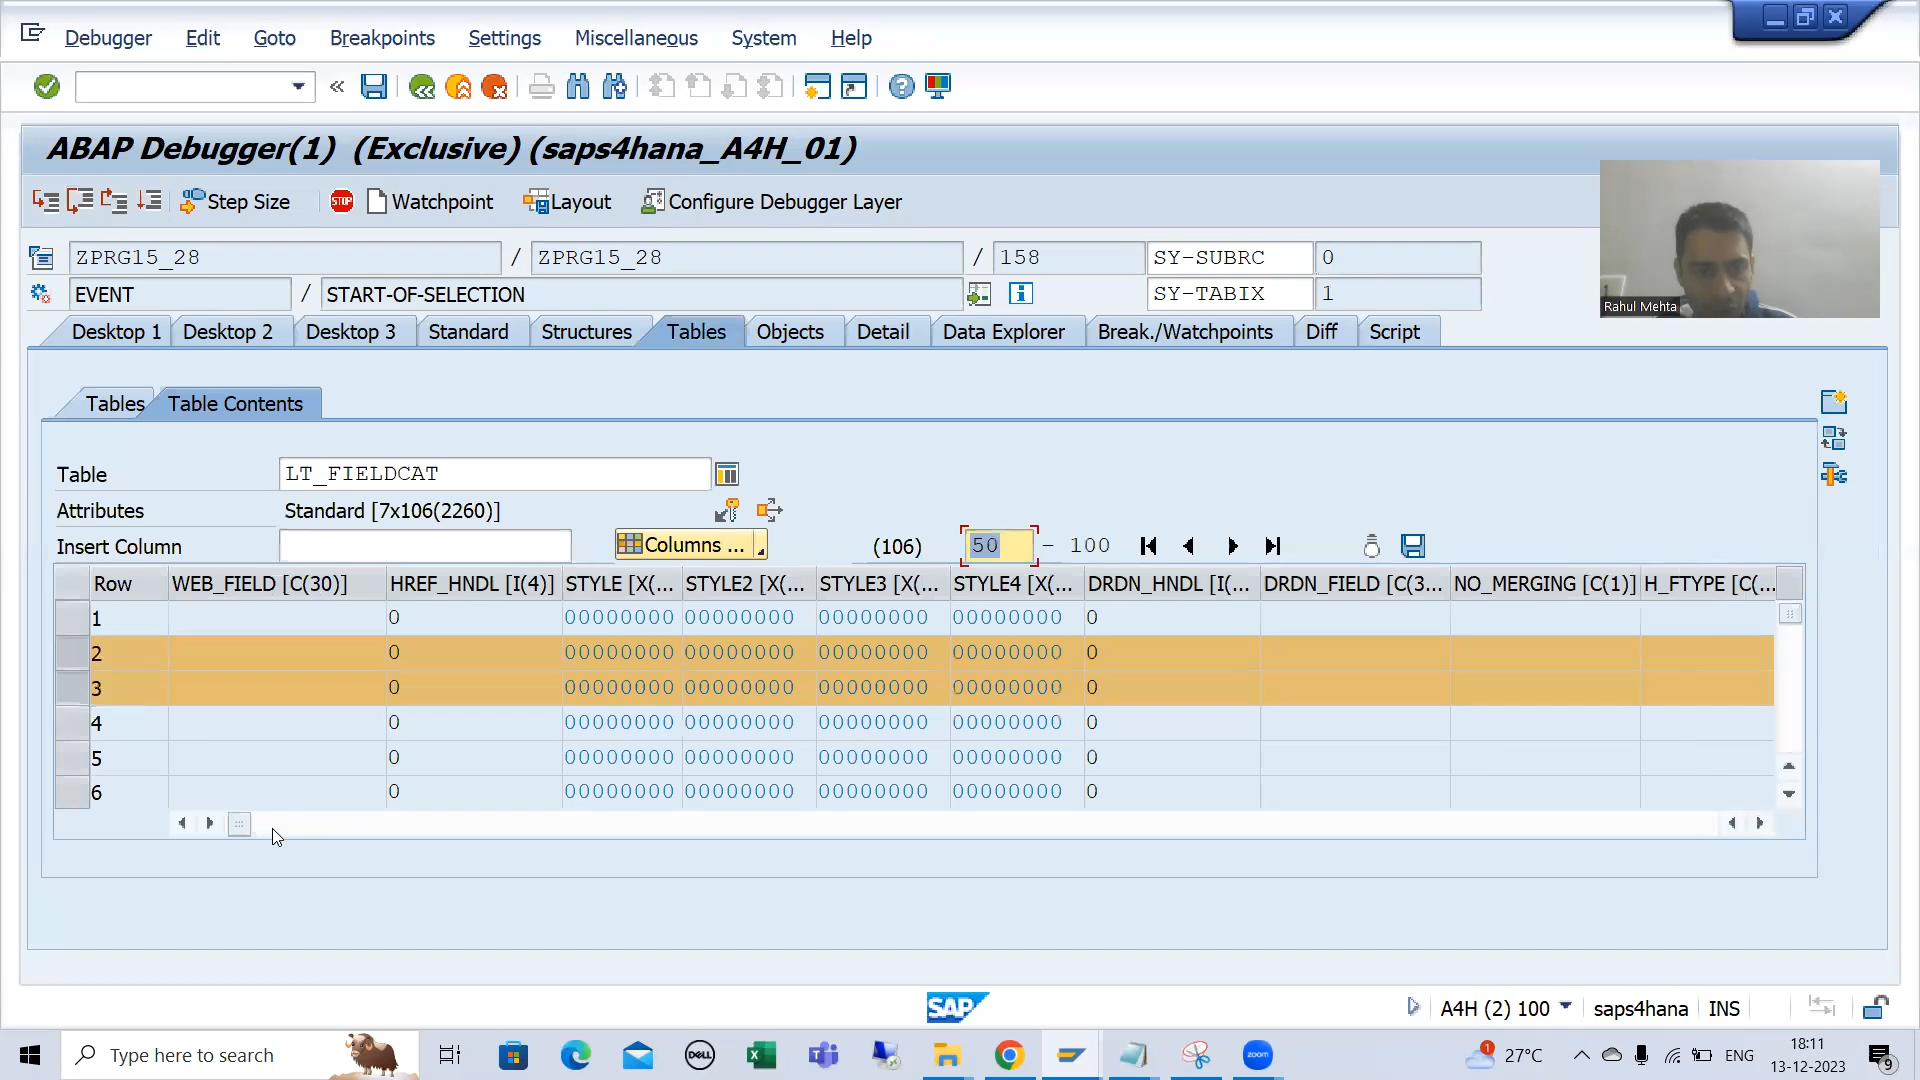 Debugger Edit Goto Breakpoints Settings Miscellaneous System Help
ABAP Debugger(1) (Exclusive) (saps4hana_A4H_01)
Step Size STOP Watchpoint Layout Configure Debugger Layer
ZPRG15_28 / ZPRG15_28 / 158 SY-SUBRC 0
EVENT / START-OF-SELECTION SY-TABIX 1
Rahul Mehta
Desktop 1 Desktop 2 Desktop 3 Standard Structures Tables Objects Detail Data Explorer Break./Watchpoints Diff Script
Tables Table Contents
Table LT_FIELDCAT
Attributes Standard [7x106(2260)]
Insert Column Columns ... (106) 50 - 100
Row WEB_FIELD [C(30)] HREF_HNDL [I(4)] STYLE [X(... STYLE2 [X(... STYLE3 [X(... STYLE4 [X(... DRDN_HNDL [I(... DRDN_FIELD [C(3... NO_MERGING [C(1)] H_FTYPE [C(...
1 0 00000000 00000000 00000000 00000000 0
2 0 00000000 00000000 00000000 00000000 0
3 0 00000000 00000000 00000000 00000000 0
4 0 00000000 00000000 00000000 00000000 0
5 0 00000000 00000000 00000000 00000000 0
6 0 00000000 00000000 00000000 00000000 0
SAP A4H (2) 100 saps4hana INS
Type here to search DELL zoom 1 27°C ENG 18:11
13-12-2023 9